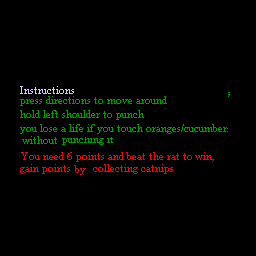 Instructions ;
press directions to move around
hold left shoulder to punch
you lose a life if you touch oranges/cucumber:
without punching it
You need 6 points and beat the rat to win,
gain points by collecting catnips